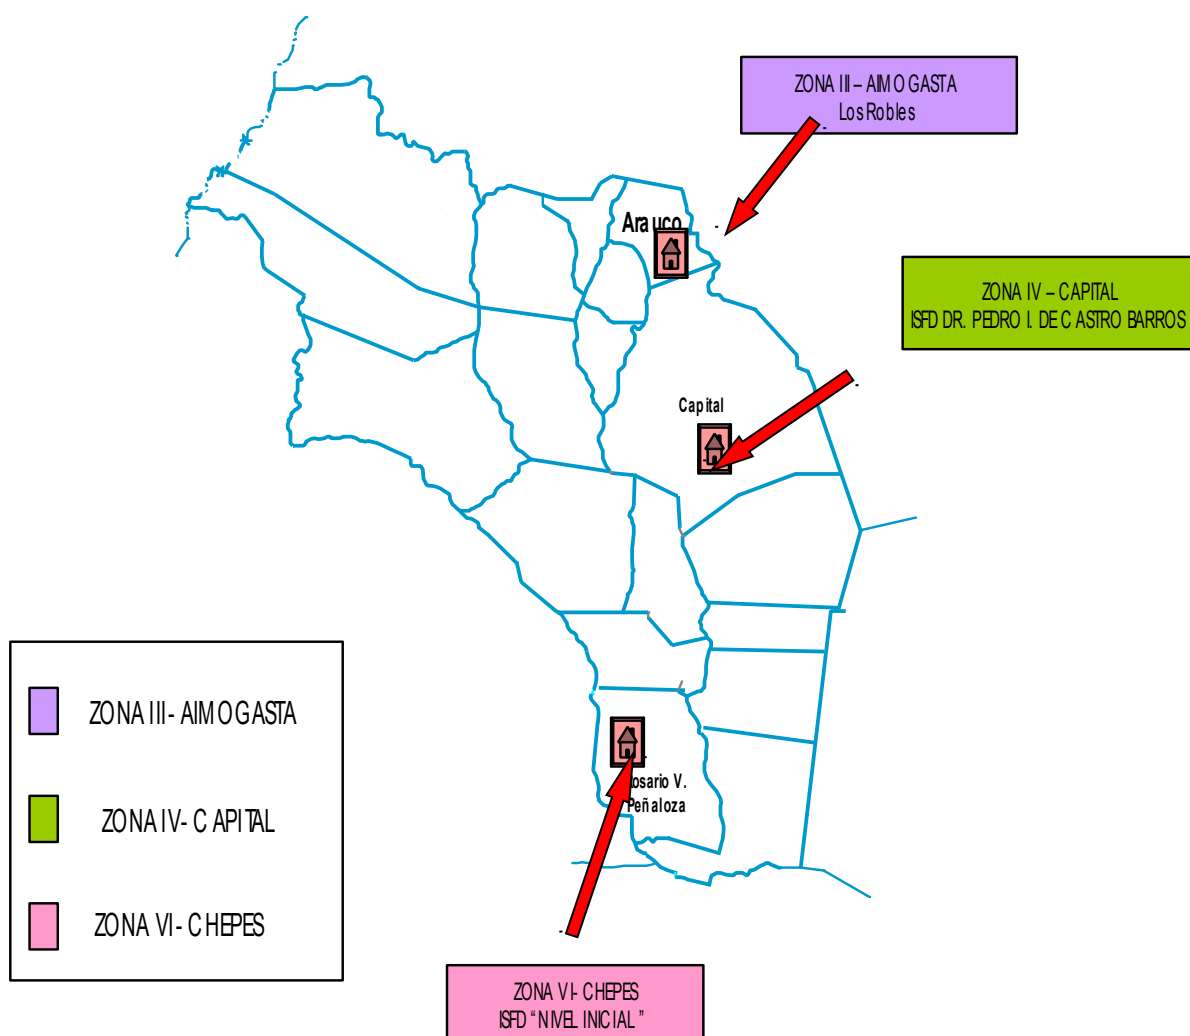 ZONA III – AIMOGASTA
Los Robles
Arauco
ZONA IV – CAPITAL
ISFD DR. PEDRO I. DE CASTRO BARROS
Capital
ZONA III- AIMOGASTA
ZONA IV- CAPITAL
ZONA VI- CHEPES
osario V.
Peñaloza
ZONA VI- CHEPES
ISFD “ NIVEL INICIAL ”